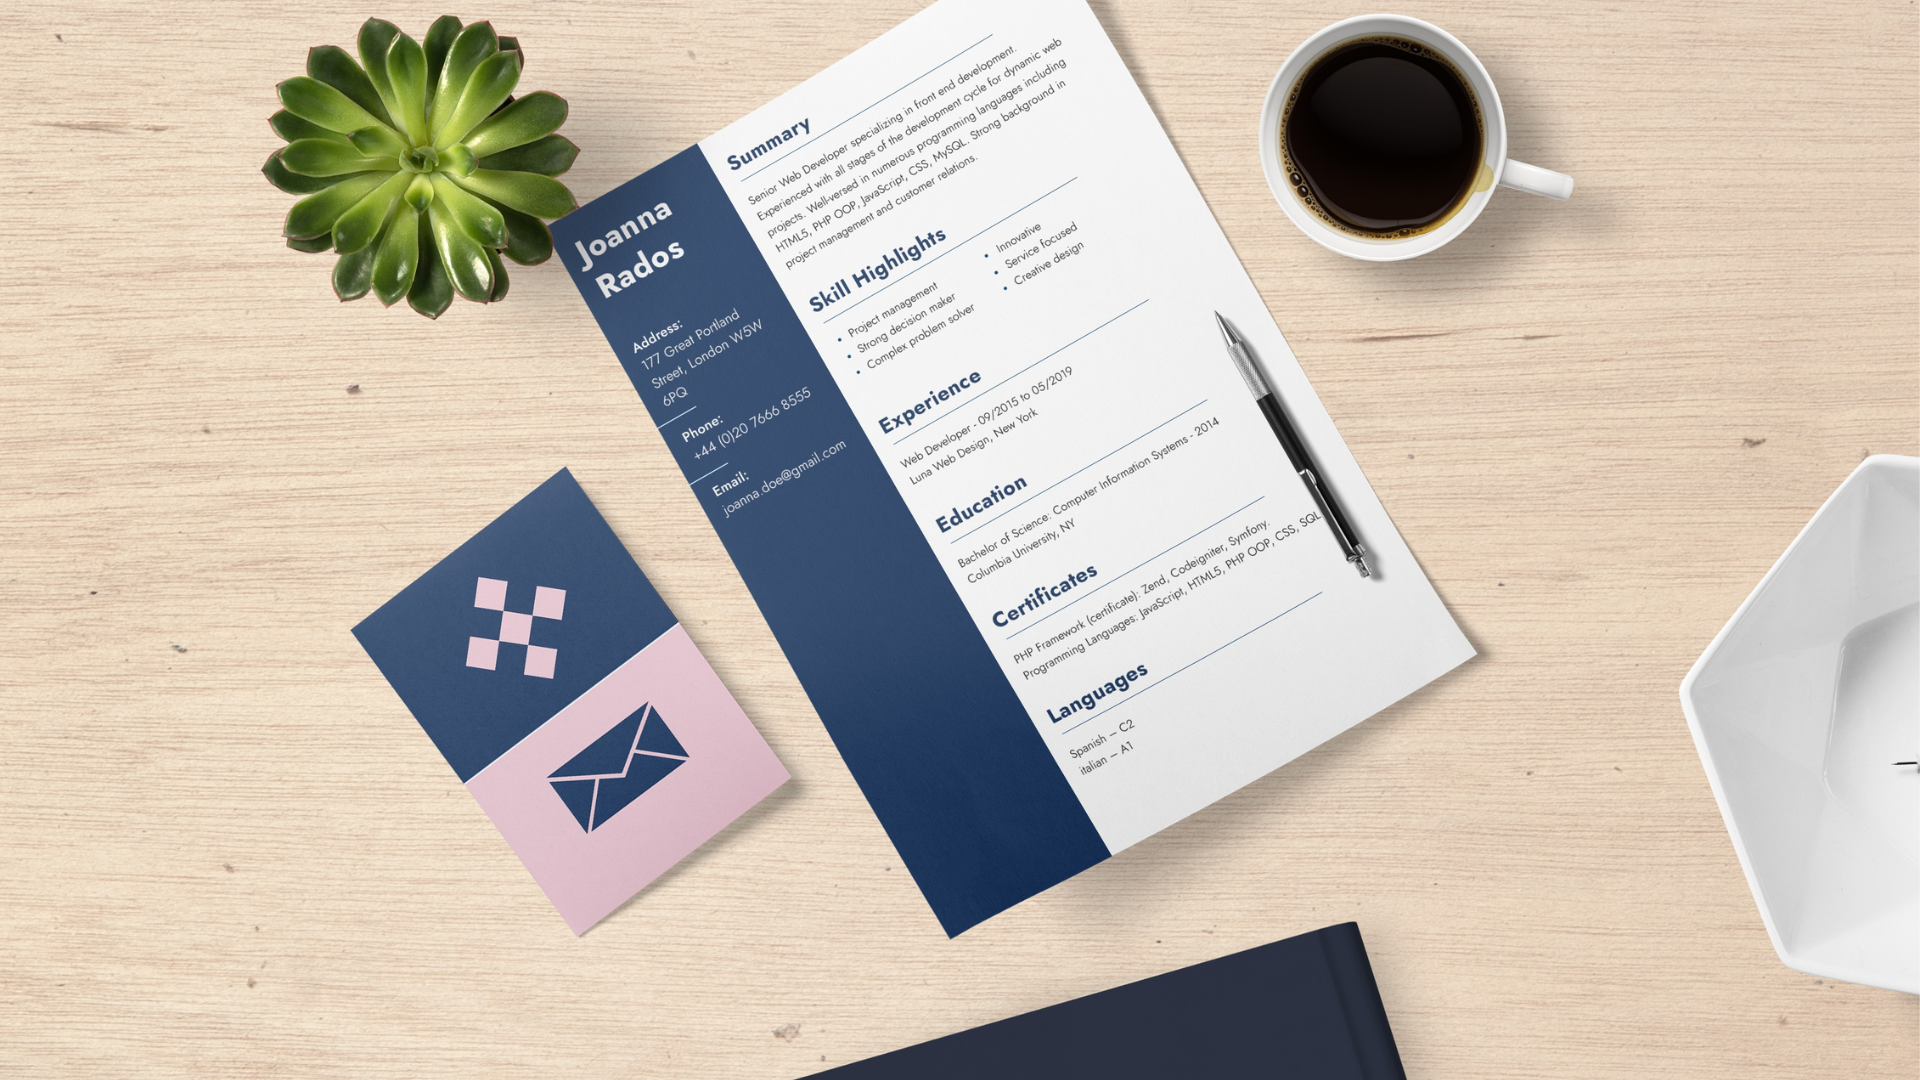 Joanna
Rados
Address:
177 Great Portland
Street, London W5W
6PQ
Phone:
+44 (0)20 7666 8555
Email:
joanna.doe@gmail.com
Summary
Senior Web Developer specializing in front end development.
Experienced with all stages of the development cycle for dynamic web
projects. Well-versed in numerous programming languages including
HTML5, PHP OOP, JavaScript, CSS, MySQL. Strong background in
project management and customer relations.
Skill Highlights
• Project management
• Strong decision maker
• Complex problem solver
• Innovative
• Service focused
• Creative design
Experience
Web Developer - 09/2015 to 05/2019
Luna Web Design, New York
Education
Bachelor of Science: Computer Information Systems - 2014
Columbia University, NY
Certificates
PHP Framework (certificate): Zend, Codeigniter, Symfony.
Programming Languages: JavaScript, HTML5, PHP OOP, CSS, SQL
Languages
Spanish – C2
italian – A1